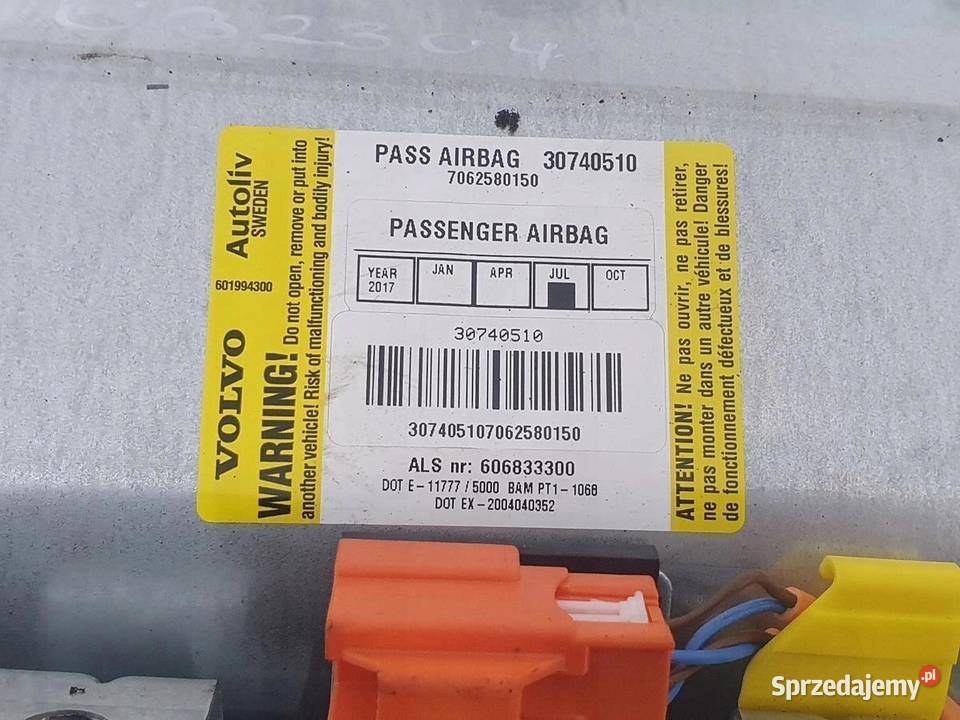 C32304
PASS AIRBAG 30740510
7062580150
PASSENGER AIRBAG
YEAR 2017 JAN APR JUL OCT
30740510
307405107062580150
ALS nr: 606833300
DOT E-11777 / 5000 BAM PT1-1068
DOT EX-2004040352
Autoliv
SWEDEN
601994300
VOLVO
WARNING! Do not open, remove or put into
another vehicle! Risk of malfunctioning and bodily injury!
ATTENTION! Ne pas ouvrir, ne pas retirer,
ne pas monter dans un autre véhicule! Danger
de fonctionnement défectueux et de blessures!
Sprzedajemy.pl